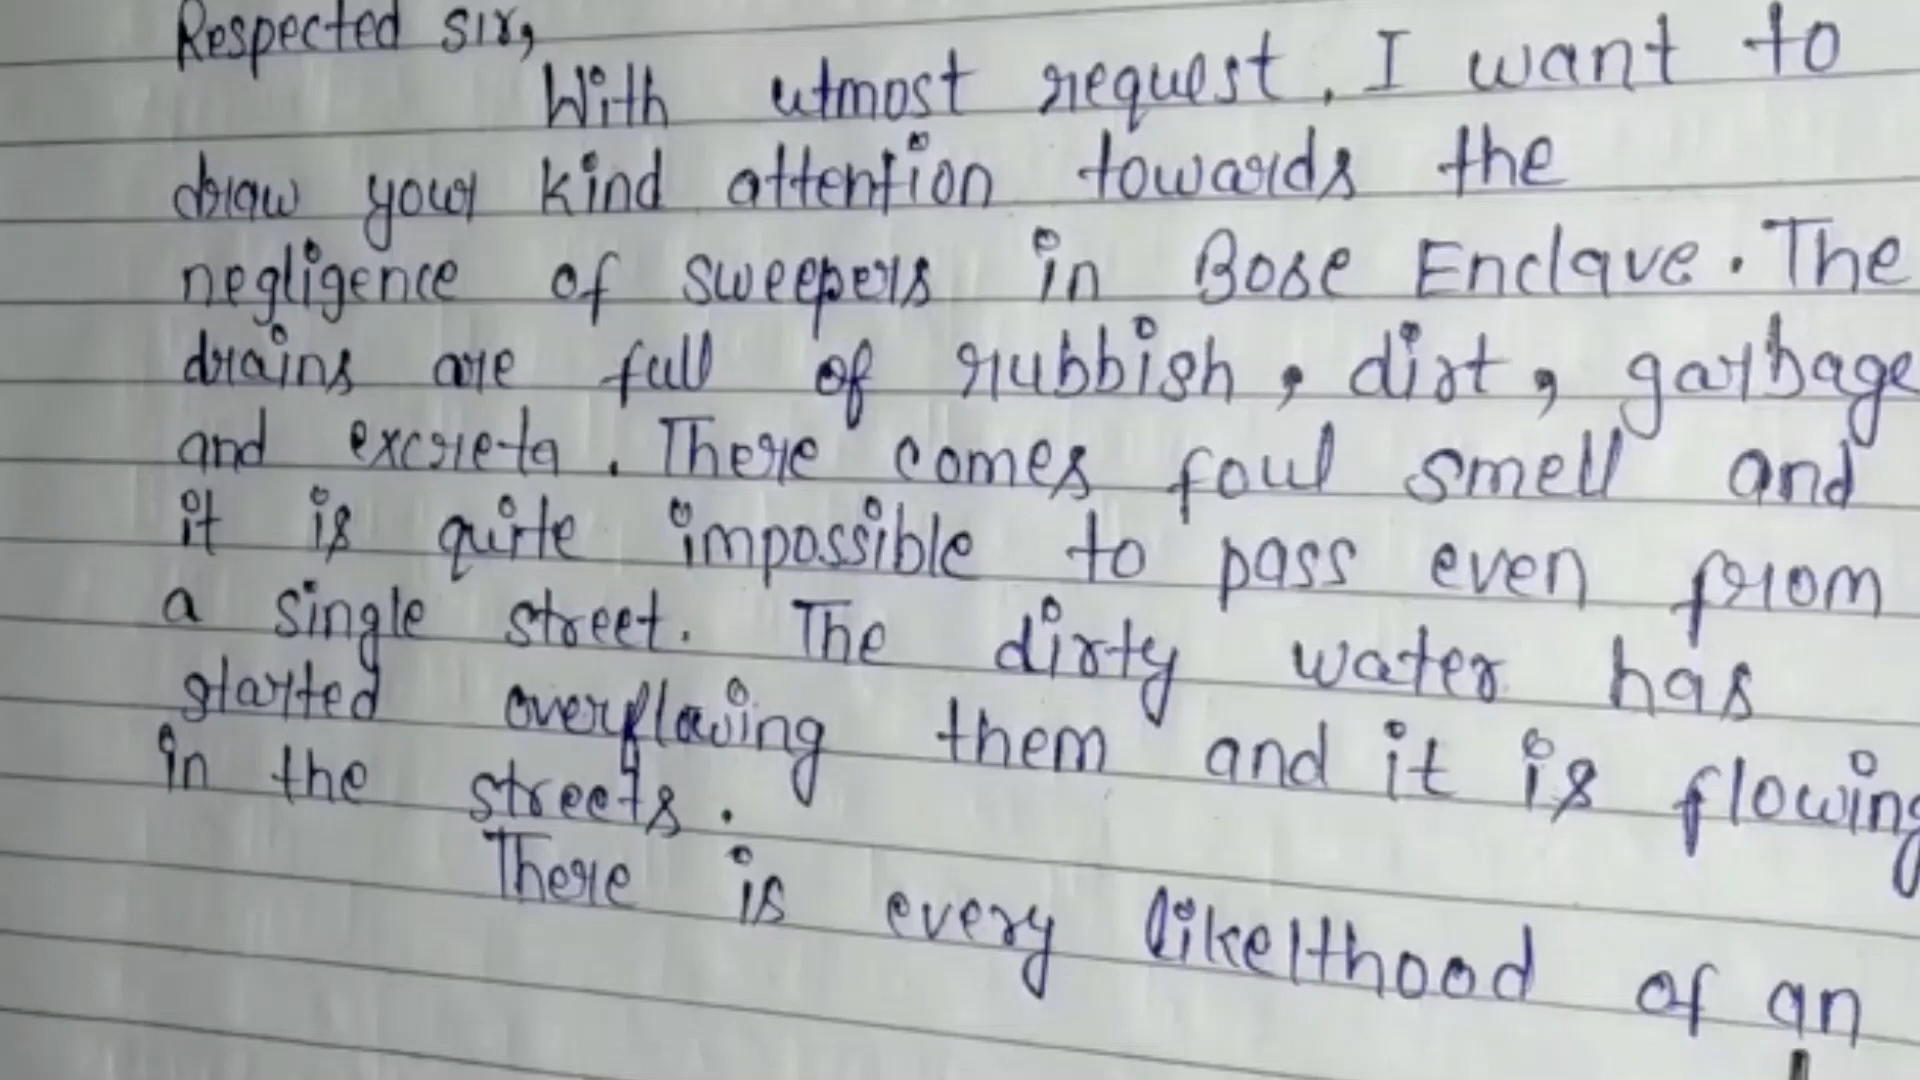 Respected sir,
With utmost request, I want to
draw your kind attention towards the
negligence of sweepers in Bose Enclave. The
drains are full of rubbish, dirt, garbage
and excreta. There comes foul smell and
it is quite impossible to pass even from
a single street. The dirty water has
started overflowing them and it is flowing
in the streets.
There is every likelthood of an